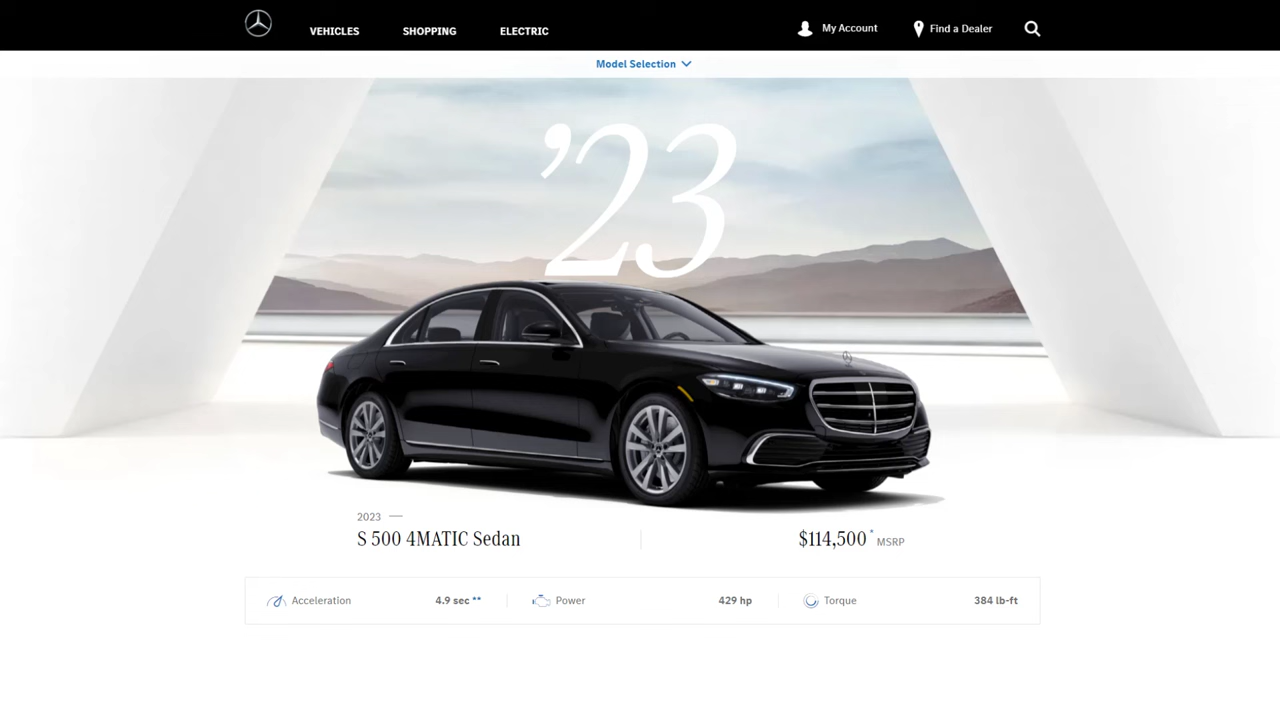 VEHICLES SHOPPING ELECTRIC My Account Find a Dealer
Model Selection
’23
2023
S 500 4MATIC Sedan $114,500* MSRP
Acceleration 4.9 sec ** Power 429 hp Torque 384 lb-ft